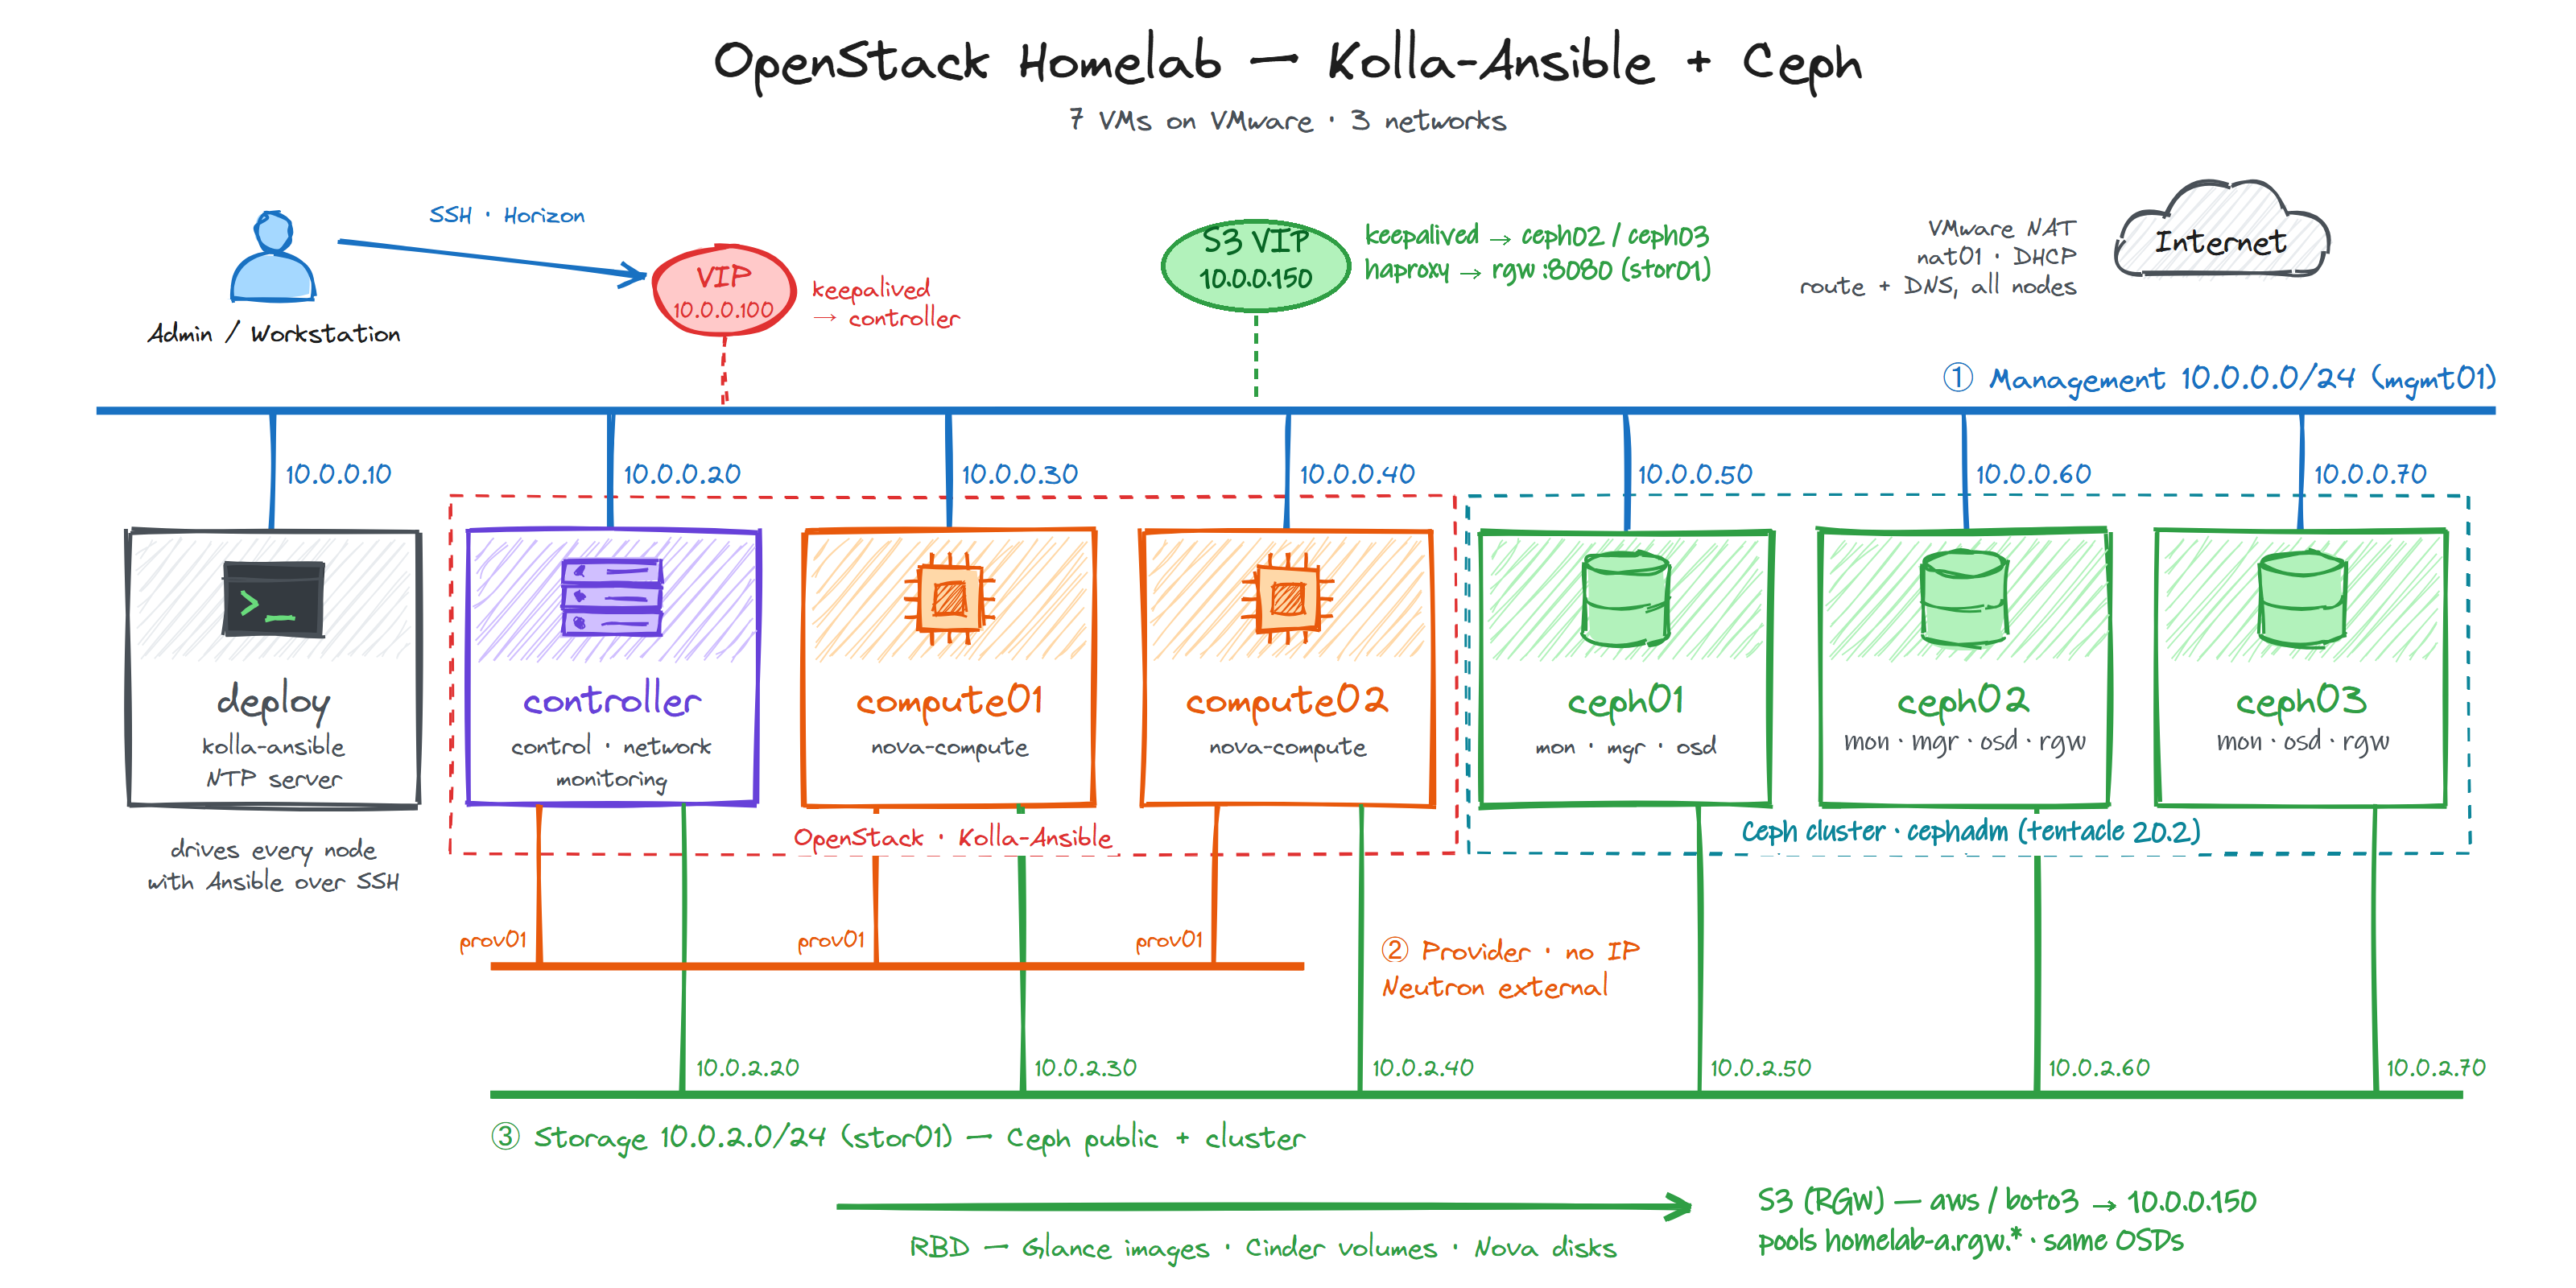 OpenStack Homelab — Kolla-Ansible + Ceph
7 VMs on VMware · 3 networks
SSH · Horizon
Admin / Workstation
VIP
10.0.0.100
keepalived
→ controller
S3 VIP
10.0.0.150
keepalived → ceph02 / ceph03
haproxy → rgw :8080 (stor01)
VMware NAT
nat01 · DHCP
route + DNS, all nodes
Internet
① Management 10.0.0.0/24 (mgmt01)
10.0.0.10
10.0.0.20
10.0.0.30
10.0.0.40
10.0.0.50
10.0.0.60
10.0.0.70
>_
deploy
kolla-ansible
NTP server
drives every node
with Ansible over SSH
controller
control · network
monitoring
compute01
nova-compute
compute02
nova-compute
OpenStack · Kolla-Ansible
ceph01
mon · mgr · osd
ceph02
mon · mgr · osd · rgw
ceph03
mon · osd · rgw
Ceph cluster · cephadm (tentacle 20.2)
prov01
prov01
prov01
② Provider · no IP
Neutron external
10.0.2.20
10.0.2.30
10.0.2.40
10.0.2.50
10.0.2.60
10.0.2.70
③ Storage 10.0.2.0/24 (stor01) — Ceph public + cluster
RBD — Glance images · Cinder volumes · Nova disks
S3 (RGW) — aws / boto3 → 10.0.0.150
pools homelab-a.rgw.* · same OSDs